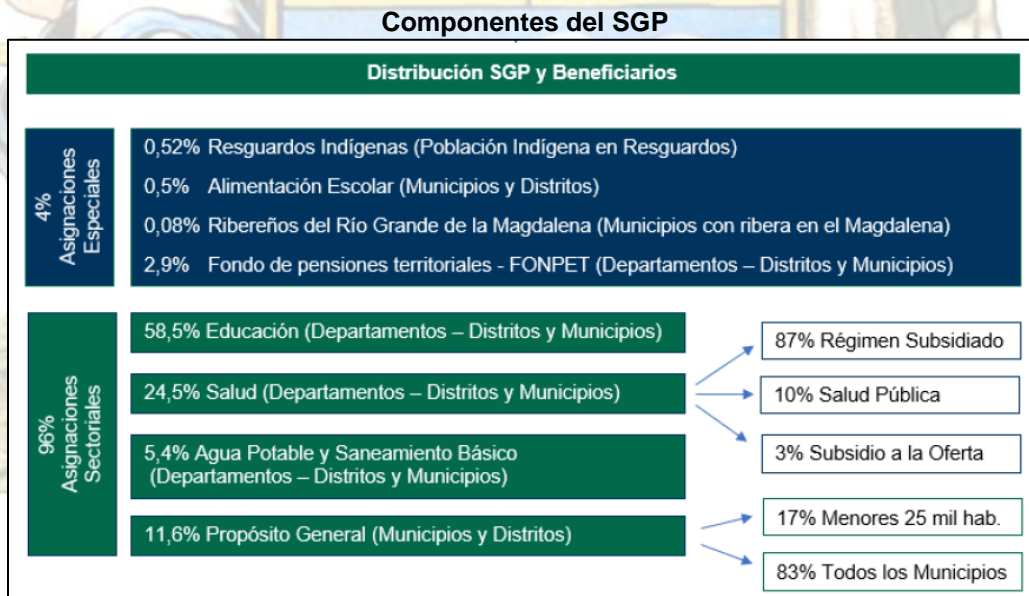 Componentes del SGP
Distribución SGP y Beneficiarios
4%
Asignaciones
Especiales
0,52% Resguardos Indígenas (Población Indígena en Resguardos)
0,5% Alimentación Escolar (Municipios y Distritos)
0,08% Ribereños del Río Grande de la Magdalena (Municipios con ribera en el Magdalena)
2,9% Fondo de pensiones territoriales - FONPET (Departamentos – Distritos y Municipios)
96%
Asignaciones
Sectoriales
58,5% Educación (Departamentos – Distritos y Municipios)
24,5% Salud (Departamentos – Distritos y Municipios)
87% Régimen Subsidiado
10% Salud Pública
3% Subsidio a la Oferta
5,4% Agua Potable y Saneamiento Básico
(Departamentos – Distritos y Municipios)
11,6% Propósito General (Municipios y Distritos)
17% Menores 25 mil hab.
83% Todos los Municipios